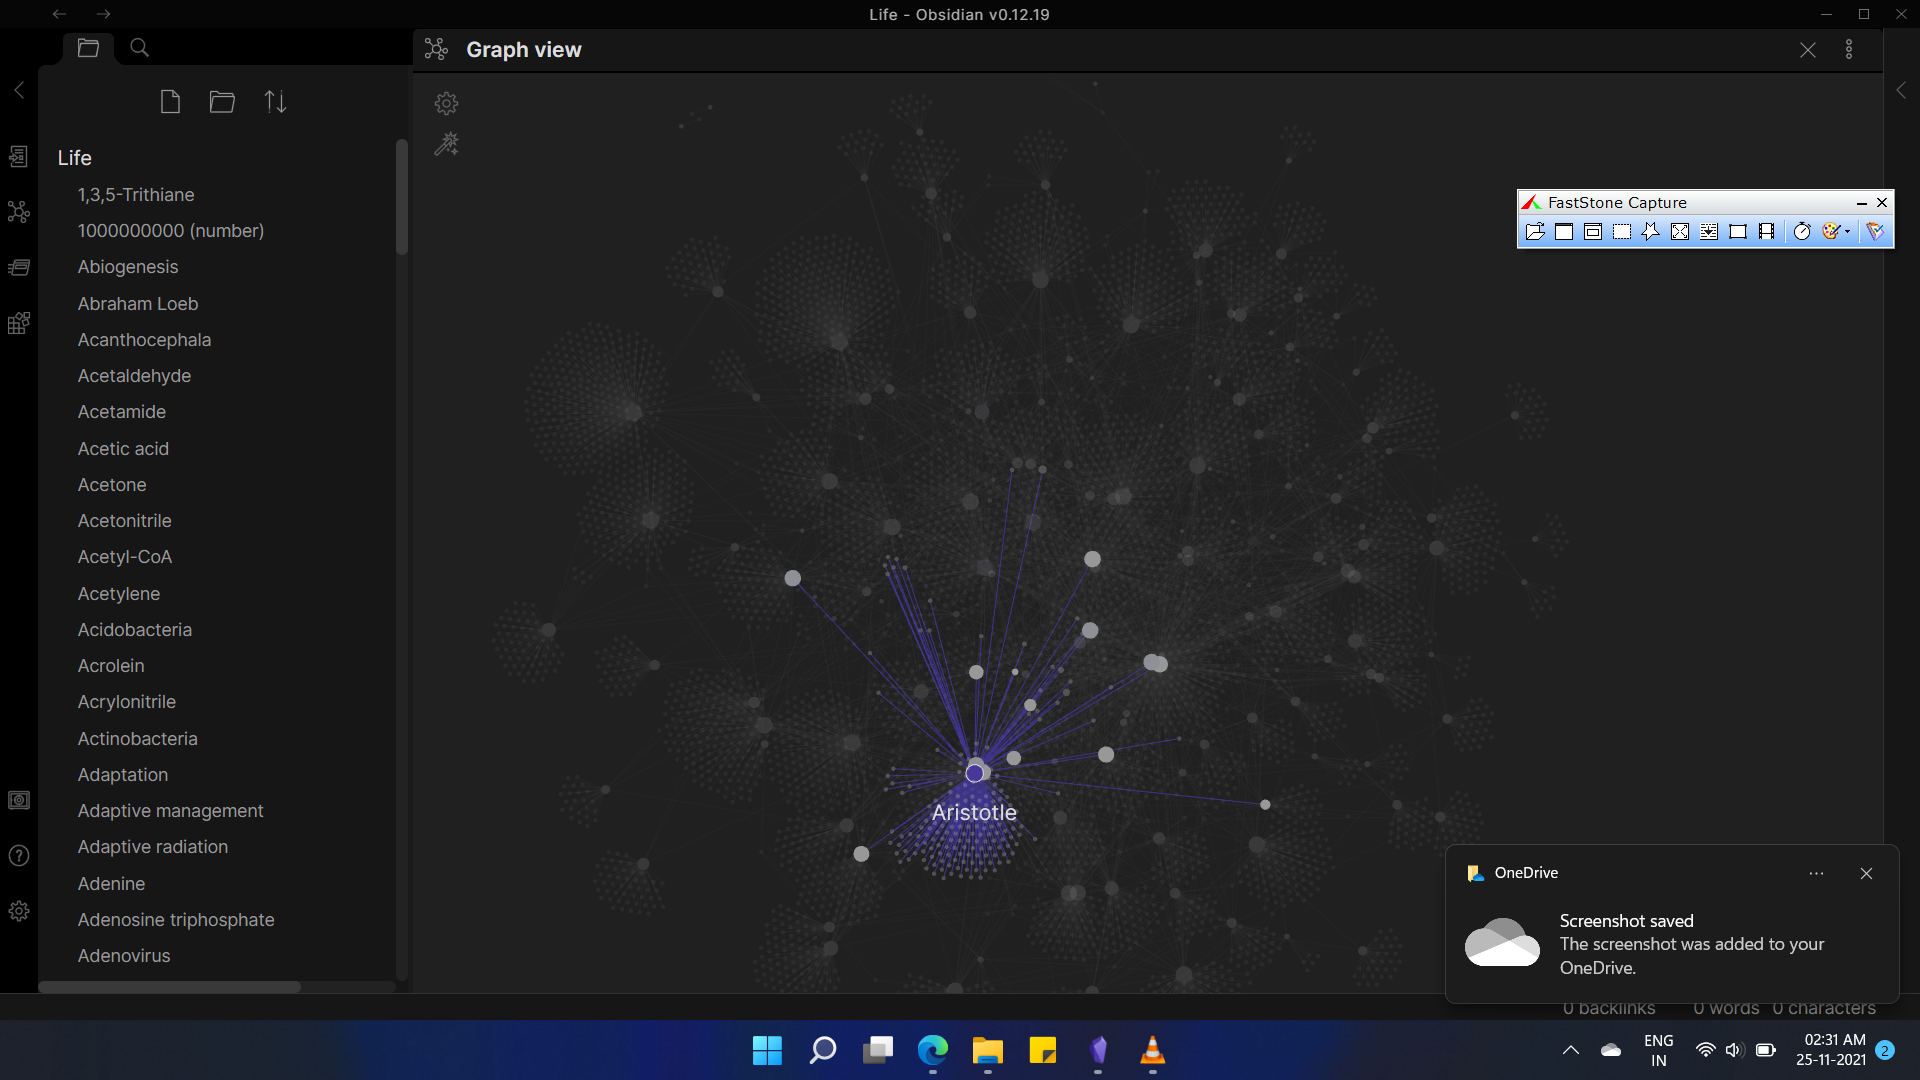 Life - Obsidian v0.12.19
Graph view
Life
1,3,5-Trithiane
1000000000 (number)
Abiogenesis
Abraham Loeb
Acanthocephala
Acetaldehyde
Acetamide
Acetic acid
Acetone
Acetonitrile
Acetyl-CoA
Acetylene
Acidobacteria
Acrolein
Acrylonitrile
Actinobacteria
Adaptation
Adaptive management
Adaptive radiation
Adenine
Adenosine triphosphate
Adenovirus
Aristotle
FastStone Capture
OneDrive
Screenshot saved
The screenshot was added to your
OneDrive.
0 backlinks 0 words 0 characters
ENG
IN
02:31 AM
25-11-2021
2